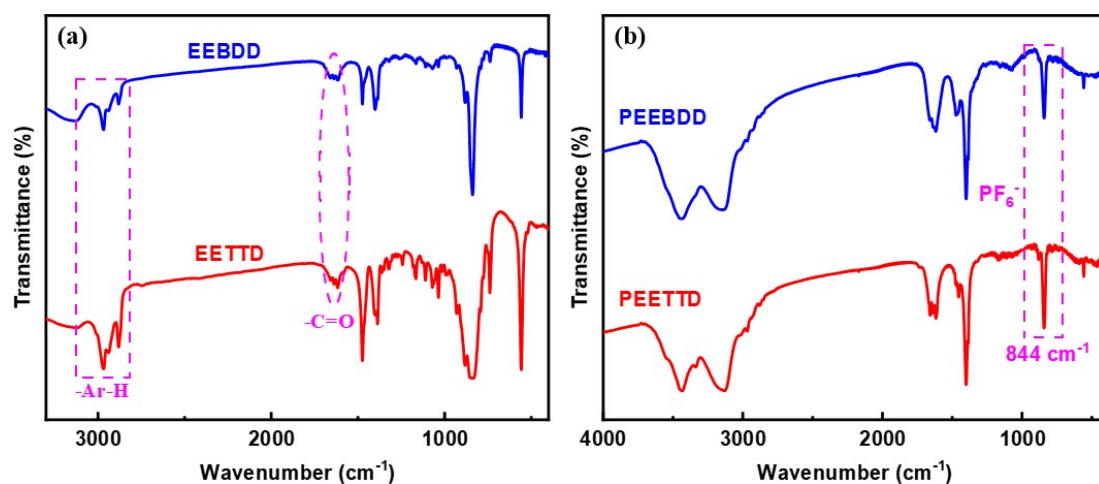 (a)
EEBDD
EETTD
-C=O
-Ar-H
Transmittance (%)
3000 2000 1000
Wavenumber (cm⁻¹)
(b)
PEEBDD
PF₆⁻
PEETTD
844 cm⁻¹
Transmittance (%)
4000 3000 2000 1000
Wavenumber (cm⁻¹)